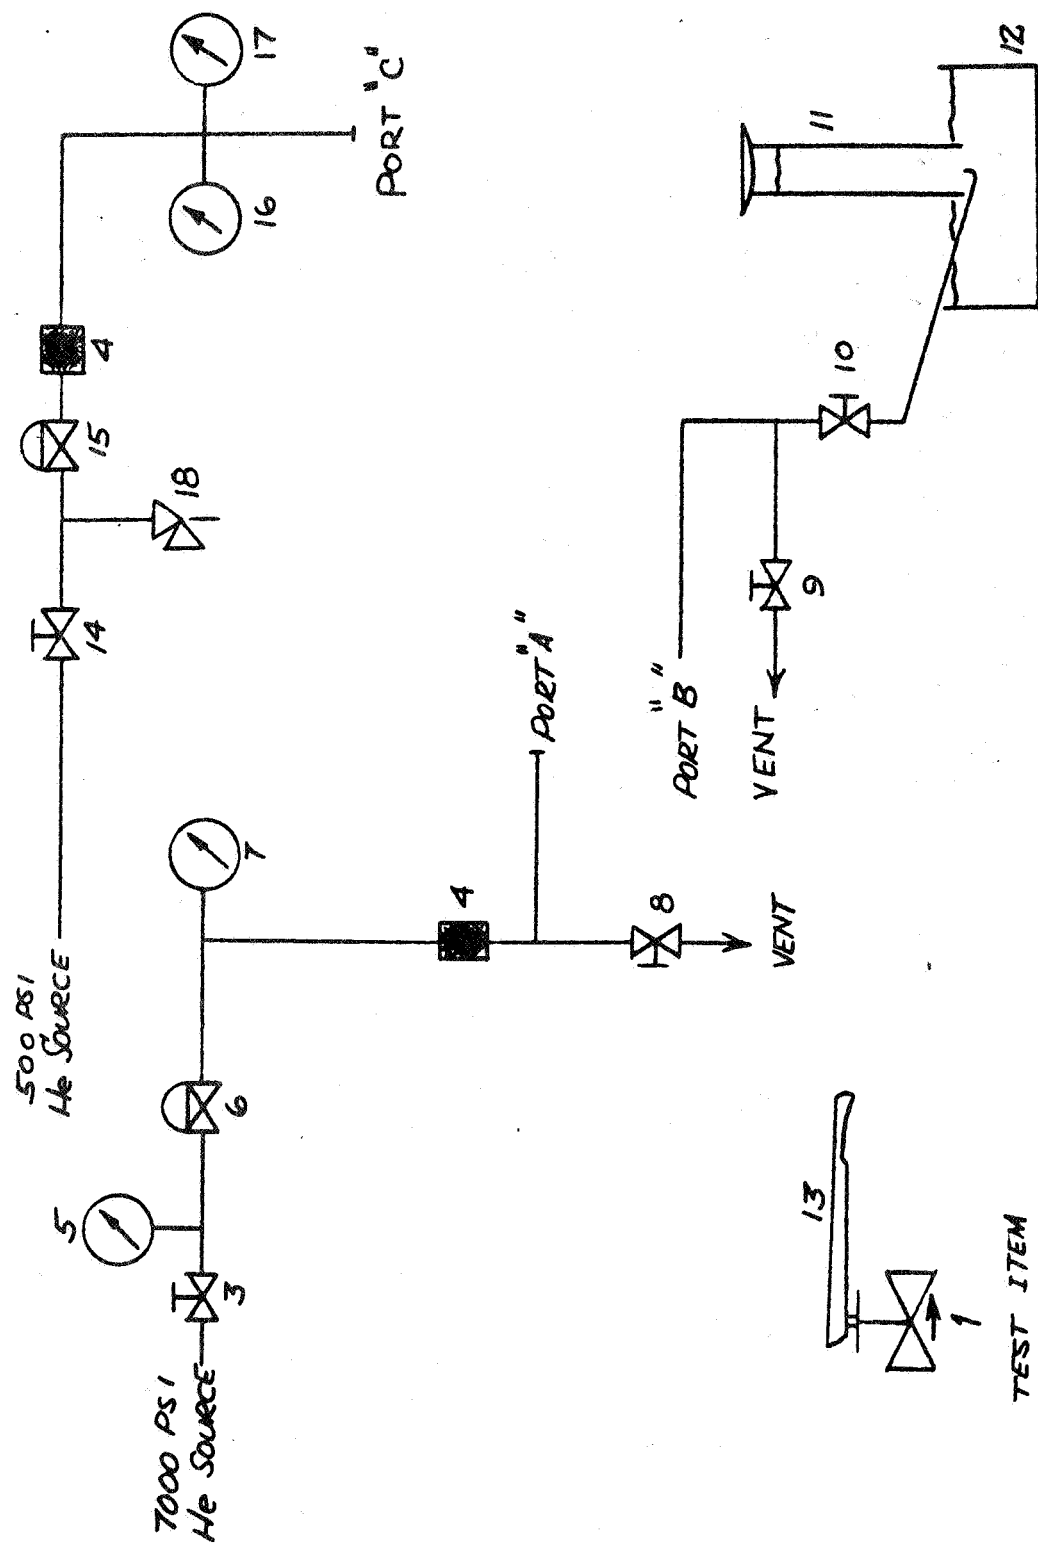 500 PSI
He SOURCE
14
18
15
4
16
17
PORT "C"
7000 PSI
He SOURCE
3
5
6
7
4
8
VENT
PORT "A"
PORT "B"
VENT
9
10
11
12
13
1
TEST ITEM